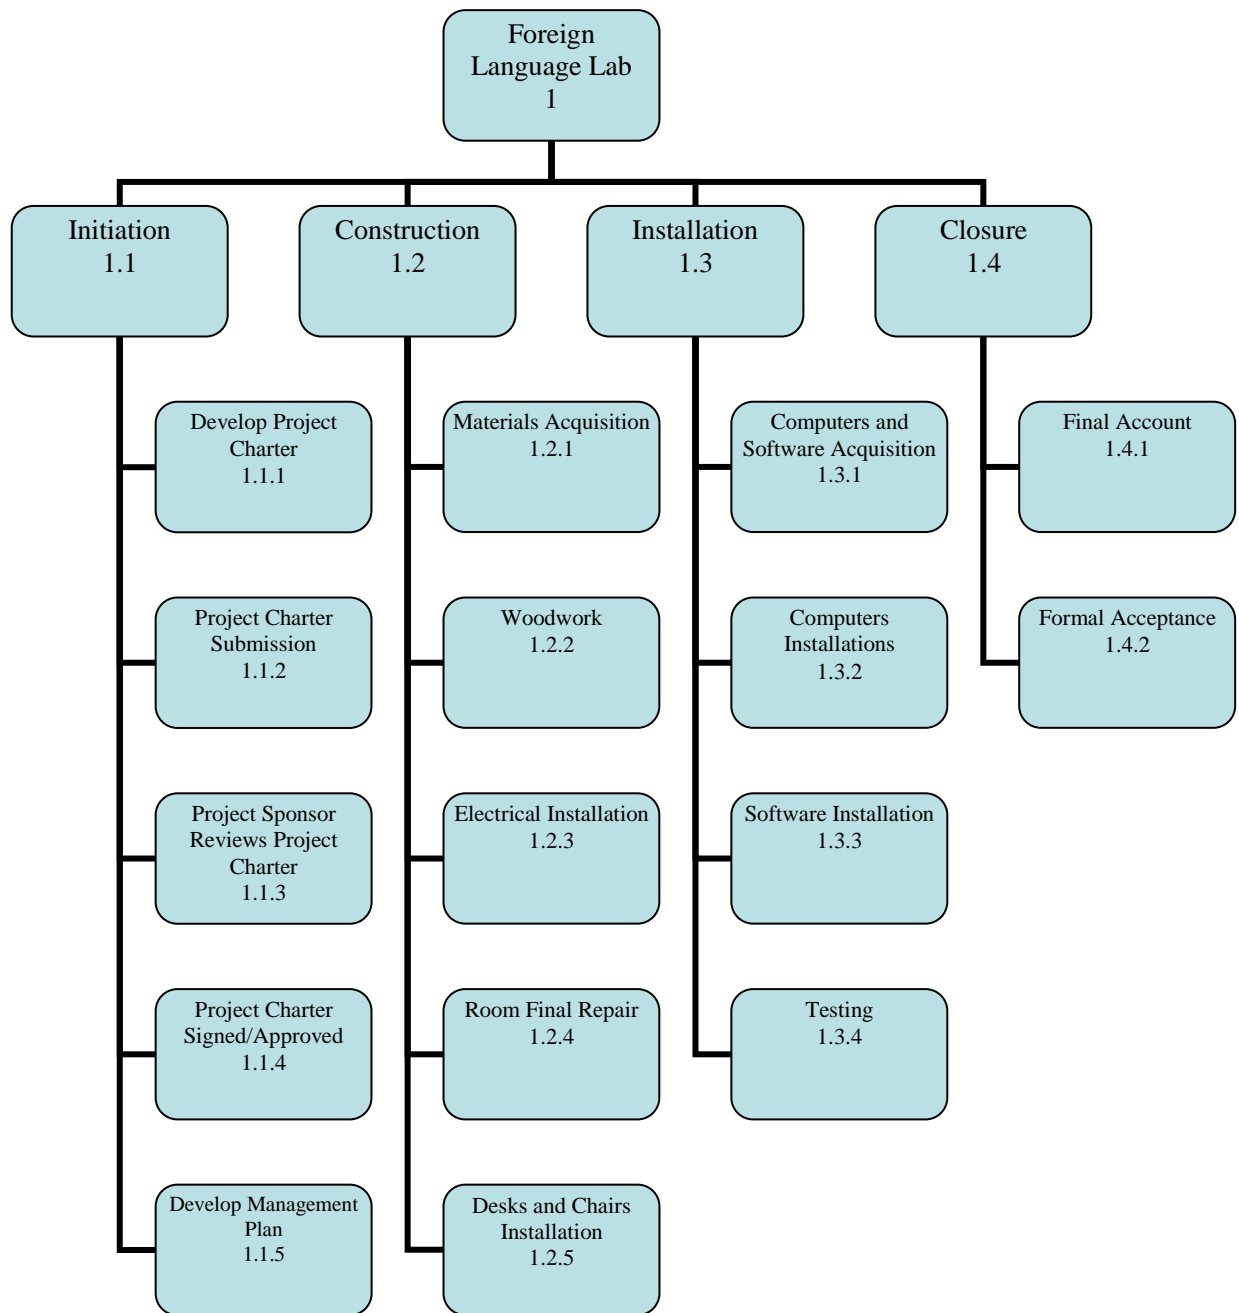 Foreign
Language Lab
1
Initiation
1.1
Construction
1.2
Installation
1.3
Closure
1.4
Develop Project
Charter
1.1.1
Materials Acquisition
1.2.1
Computers and
Software Acquisition
1.3.1
Final Account
1.4.1
Project Charter
Submission
1.1.2
Woodwork
1.2.2
Computers
Installations
1.3.2
Formal Acceptance
1.4.2
Project Sponsor
Reviews Project
Charter
1.1.3
Electrical Installation
1.2.3
Software Installation
1.3.3
Project Charter
Signed/Approved
1.1.4
Room Final Repair
1.2.4
Testing
1.3.4
Develop Management
Plan
1.1.5
Desks and Chairs
Installation
1.2.5